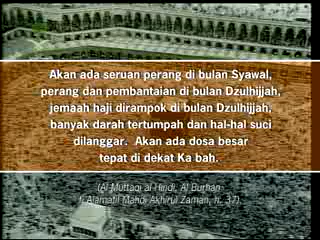 Akan ada seruan perang di bulan Syawal,
perang dan pembantaian di bulan Dzulhijjah,
jemaah haji dirampok di bulan Dzulhijjah,
banyak darah tertumpah dan hal-hal suci
dilanggar. Akan ada dosa besar
tepat di dekat Ka bah.
(Al-Muttaqi al Hindi, Al Burhan
fi Alamatil Mahdi Akhiruz Zaman, h. 37)